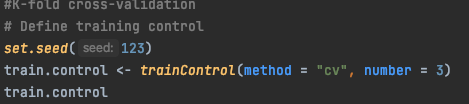 #K-fold cross-validation
# Define training control
set.seed( seed: 123)
train.control <- trainControl(method = "cv", number = 3)
train.control